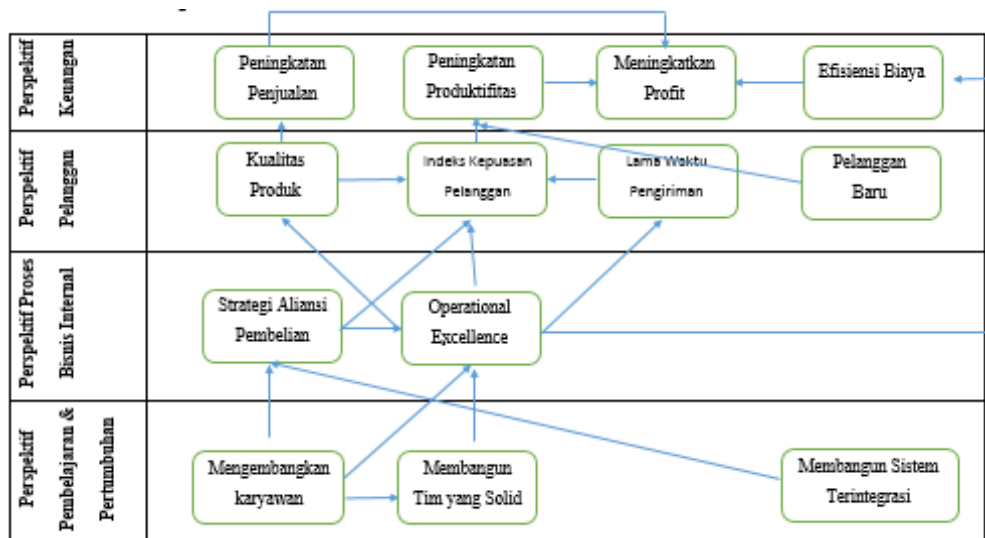 Perspektif
Keuangan
Peningkatan
Penjualan
Peningkatan
Produktifitas
Meningkatkan
Profit
Efisiensi Biaya
Perspektif
Pelanggan
Kualitas
Produk
Indeks Kepuasan
Pelanggan
Lama Waktu
Pengiriman
Pelanggan
Baru
Perspektif Proses
Bisnis Internal
Strategi Aliansi
Pembelian
Operational
Excellence
Perspektif
Pembelajaran &
Pertumbuhan
Mengembangkan
karyawan
Membangun
Tim yang Solid
Membangun Sistem
Terintegrasi